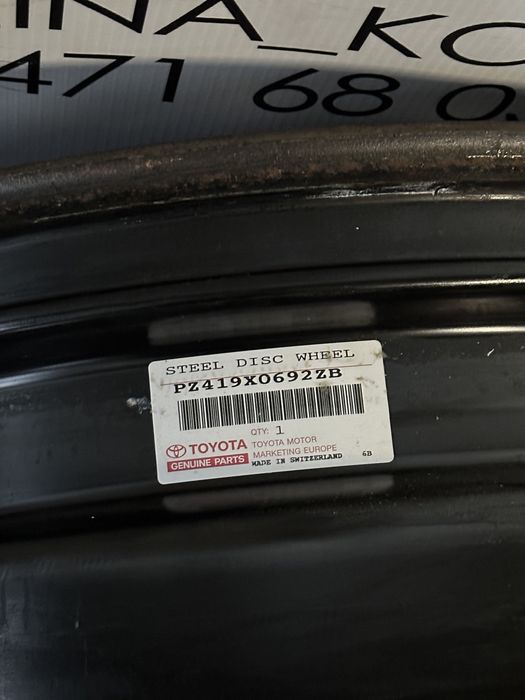 INA_KO
471 68 0
STEEL DISC WHEEL
PZ419X0692ZB
QTY: 1
TOYOTA
GENUINE PARTS
TOYOTA MOTOR
MARKETING EUROPE
MADE IN SWITZERLAND 6B